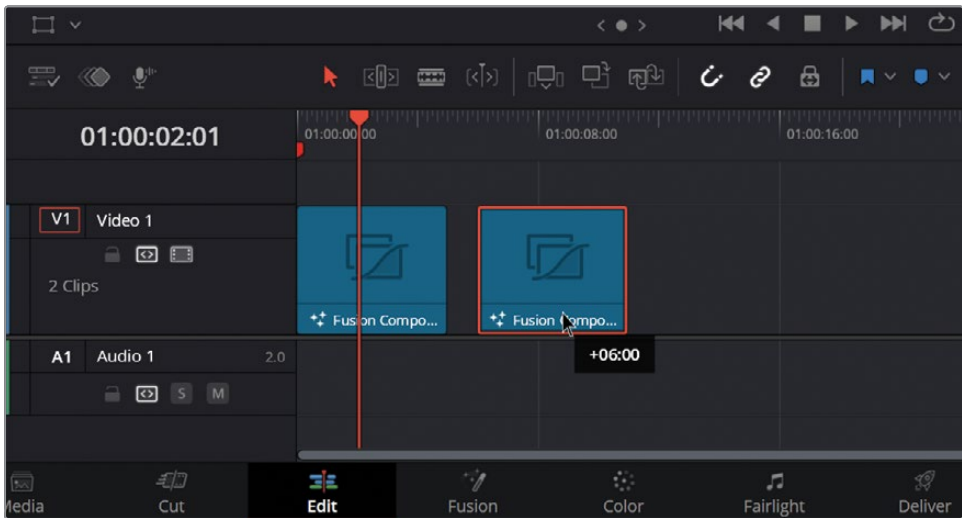 01:00:02:01
01:00:00:00
01:00:08:00
01:00:16:00
V1 Video 1
2 Clips
Fusion Compo...
Fusion Compo...
+06:00
A1 Audio 1 2.0
S M
Media
Cut
Edit
Fusion
Color
Fairlight
Deliver